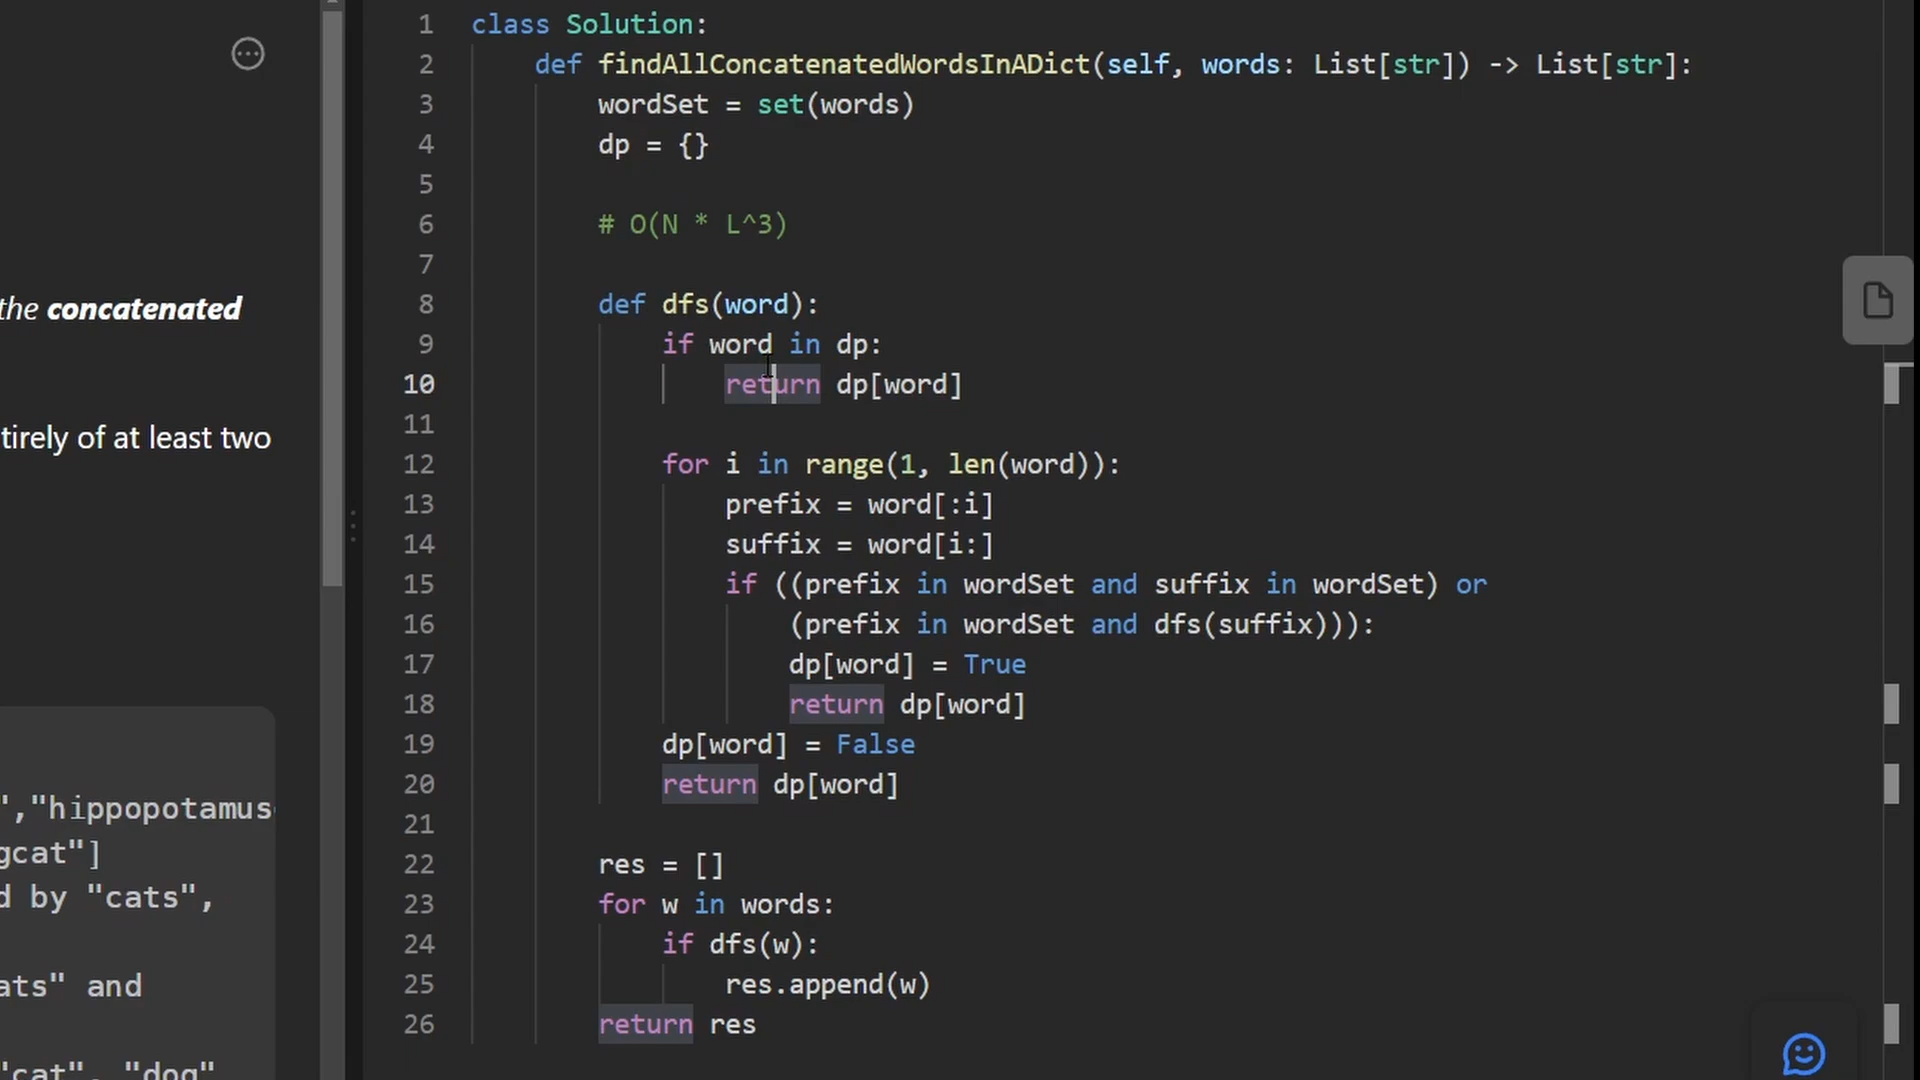 the concatenated
tirely of at least two
","hippopotamus
gcat"]
d by "cats",
ats" and
"cat", "dog"
1 class Solution:
2 def findAllConcatenatedWordsInADict(self, words: List[str]) -> List[str]:
3 wordSet = set(words)
4 dp = {}
5
6 # O(N * L^3)
7
8 def dfs(word):
9 if word in dp:
10 return dp[word]
11
12 for i in range(1, len(word)):
13 prefix = word[:i]
14 suffix = word[i:]
15 if ((prefix in wordSet and suffix in wordSet) or
16 (prefix in wordSet and dfs(suffix))):
17 dp[word] = True
18 return dp[word]
19 dp[word] = False
20 return dp[word]
21
22 res = []
23 for w in words:
24 if dfs(w):
25 res.append(w)
26 return res